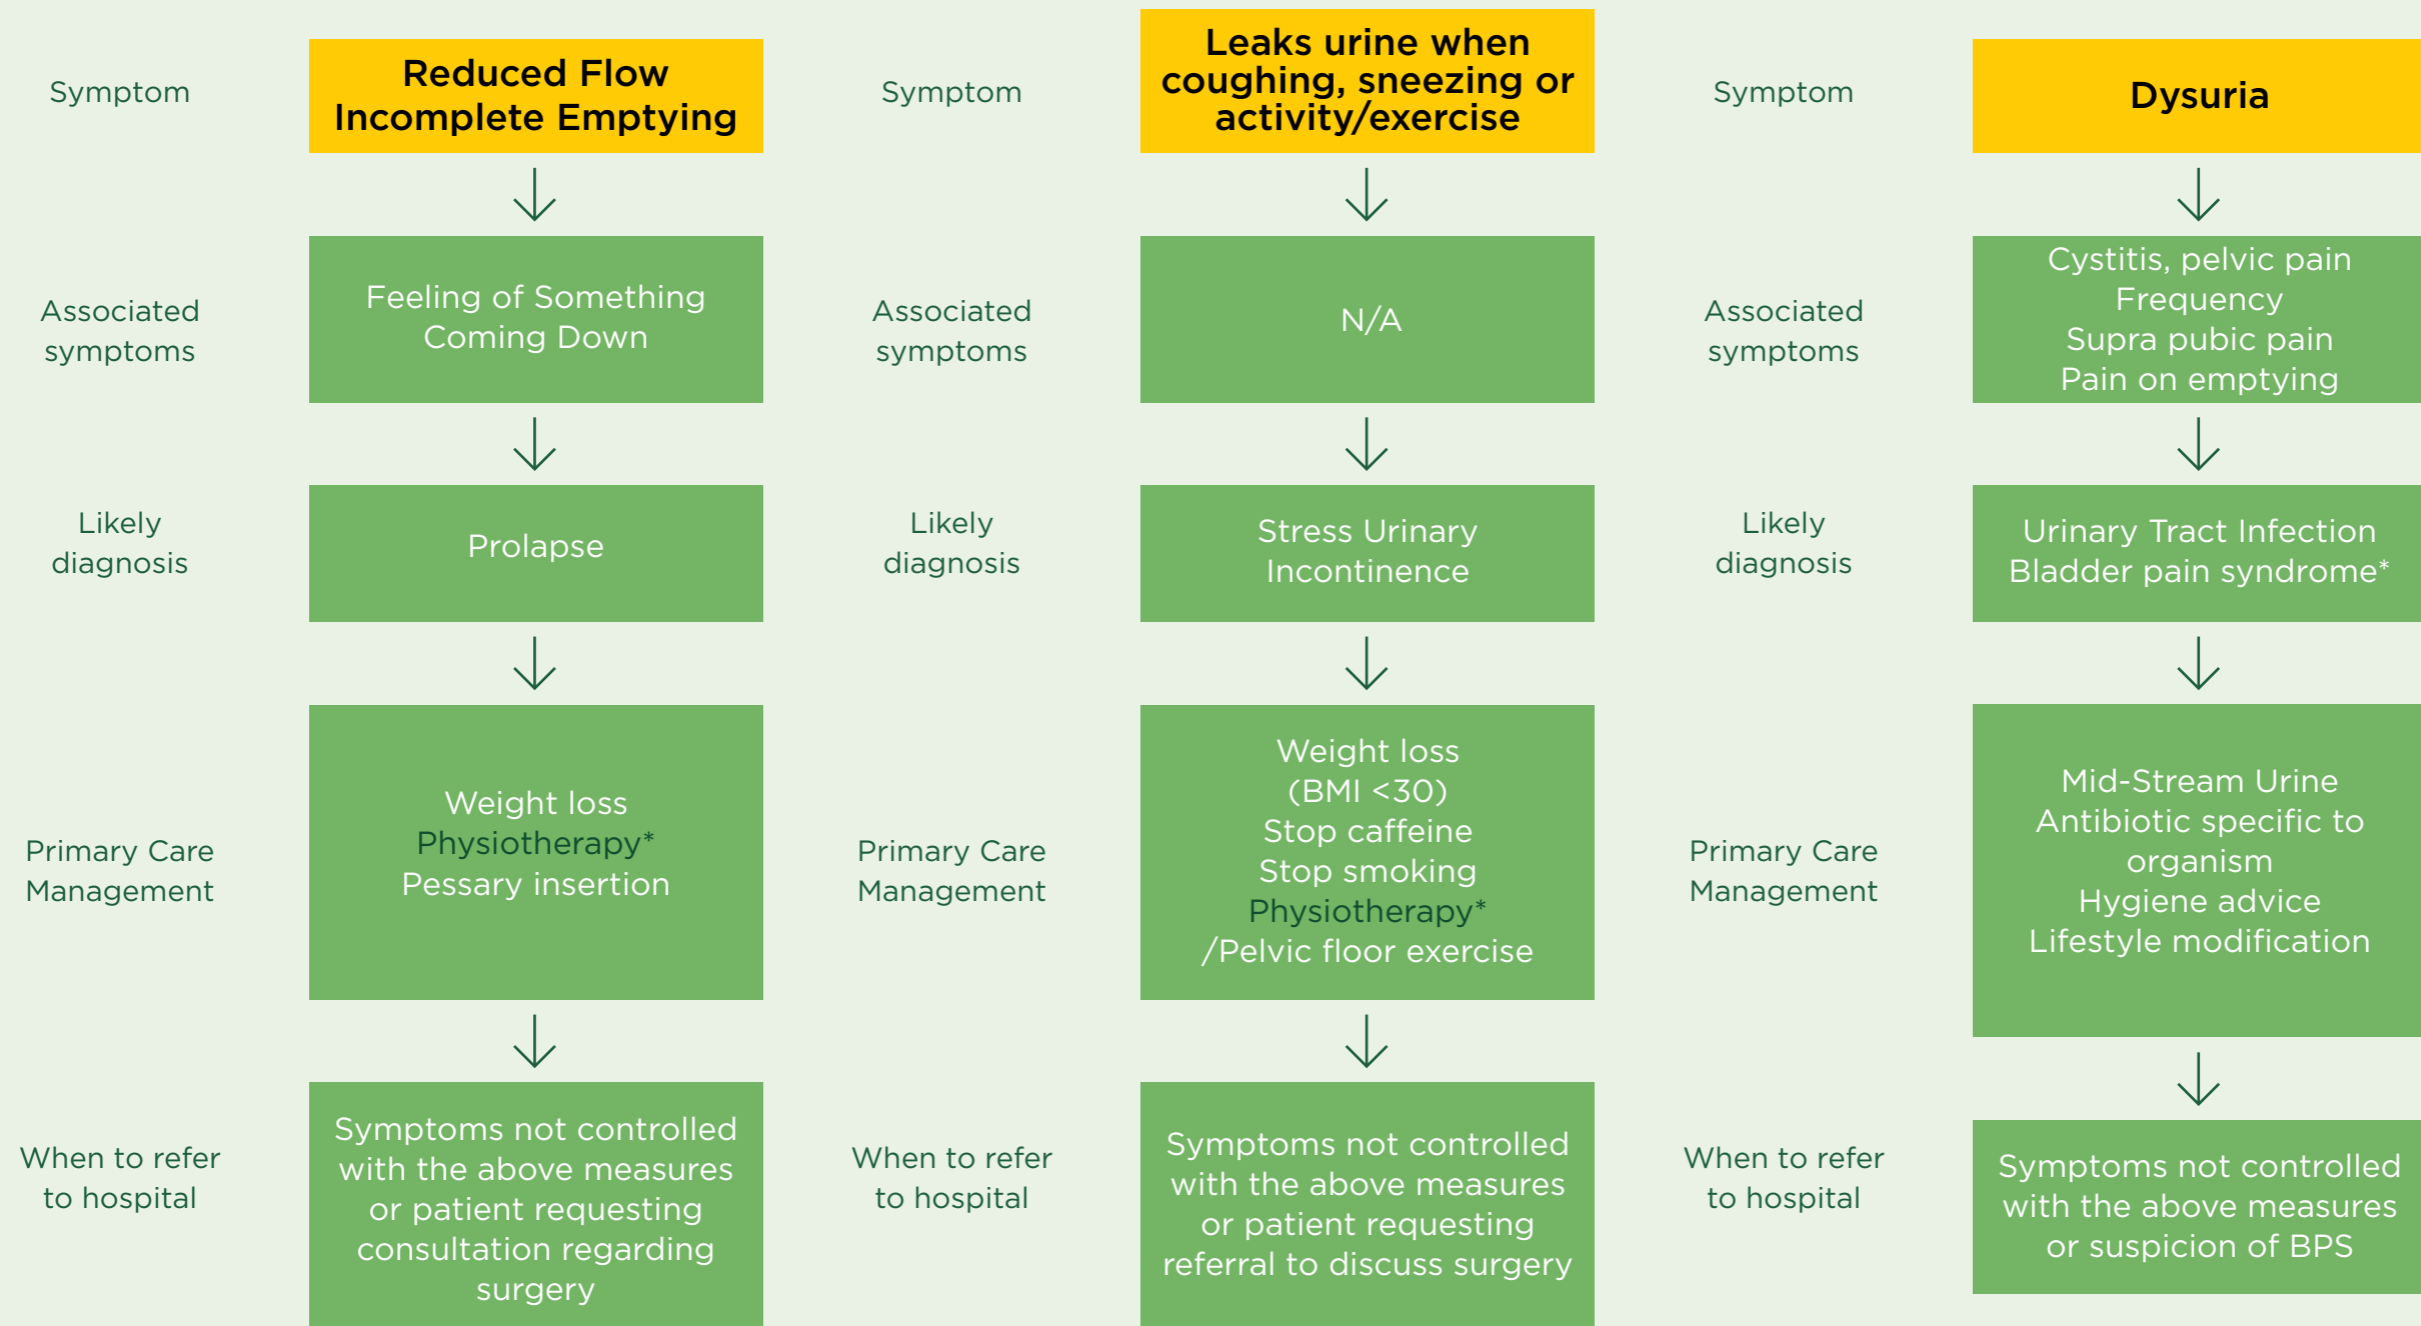 Symptom
Reduced Flow
Incomplete Emptying
Associated
symptoms
Feeling of Something
Coming Down
Likely
diagnosis
Prolapse
Primary Care
Management
Weight loss
Physiotherapy*
Pessary insertion
When to refer
to hospital
Symptoms not controlled
with the above measures
or patient requesting
consultation regarding
surgery
Symptom
Leaks urine when
coughing, sneezing or
activity/exercise
Associated
symptoms
N/A
Likely
diagnosis
Stress Urinary
Incontinence
Primary Care
Management
Weight loss
(BMI <30)
Stop caffeine
Stop smoking
Physiotherapy*
/Pelvic floor exercise
When to refer
to hospital
Symptoms not controlled
with the above measures
or patient requesting
referral to discuss surgery
Symptom
Dysuria
Associated
symptoms
Cystitis, pelvic pain
Frequency
Supra pubic pain
Pain on emptying
Likely
diagnosis
Urinary Tract Infection
Bladder pain syndrome*
Primary Care
Management
Mid-Stream Urine
Antibiotic specific to
organism
Hygiene advice
Lifestyle modification
When to refer
to hospital
Symptoms not controlled
with the above measures
or suspicion of BPS